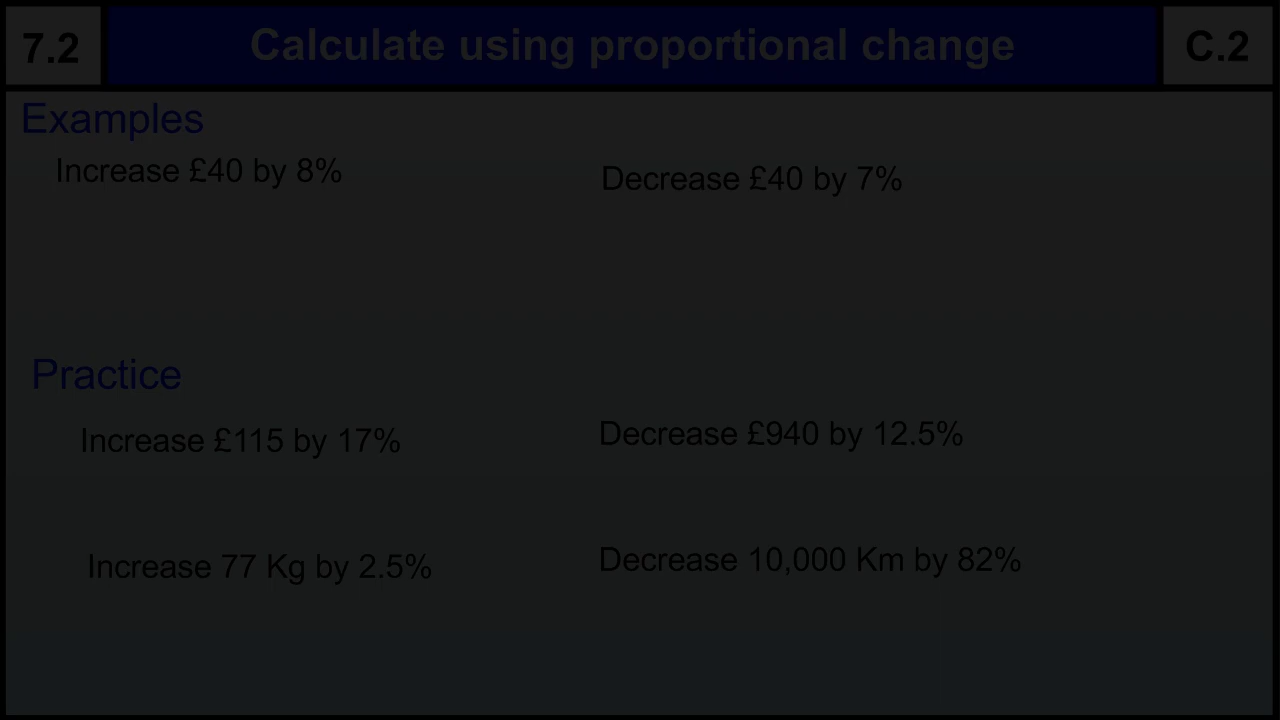 7.2
Calculate using proportional change
C.2
Examples
Increase £40 by 8%
Decrease £40 by 7%
Practice
Increase £115 by 17%
Decrease £940 by 12.5%
Increase 77 Kg by 2.5%
Decrease 10,000 Km by 82%